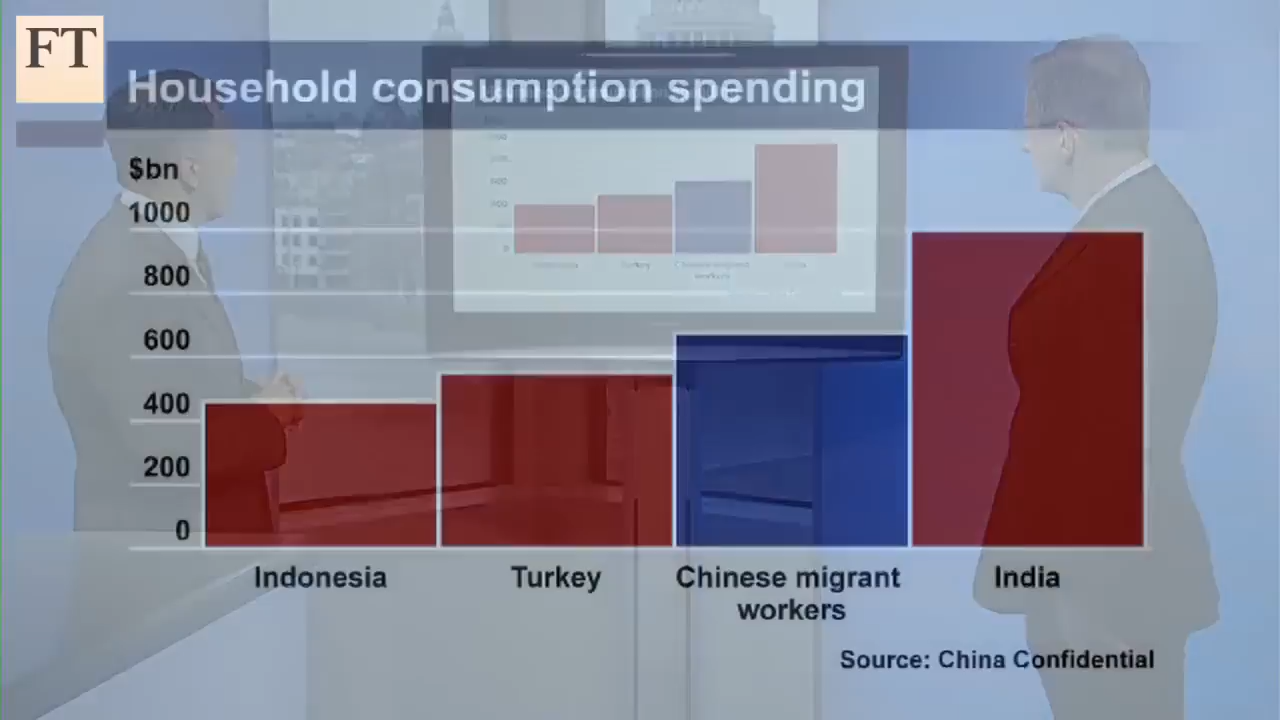 FT
Household consumption spending
$bn
1000
800
600
400
200
0
Indonesia
Turkey
Chinese migrant
workers
India
Source: China Confidential